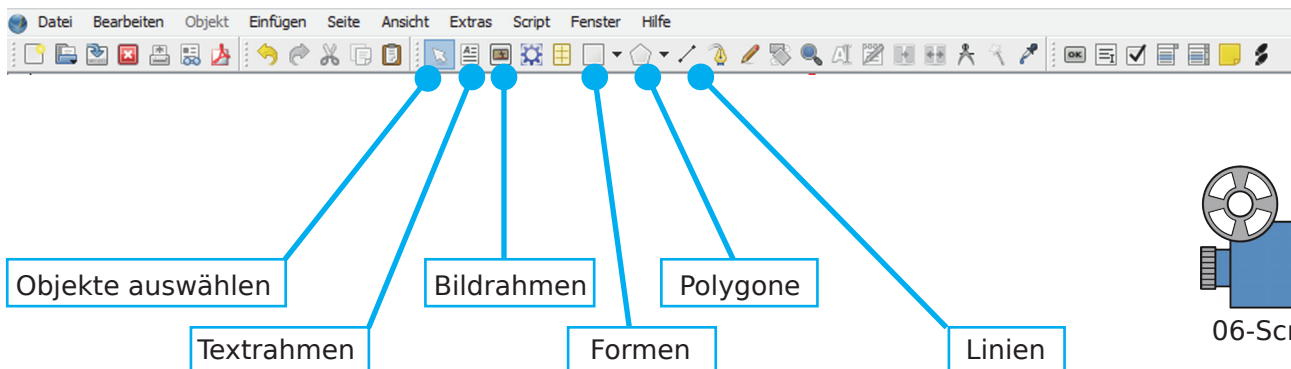 Datei Bearbeiten Objekt Einfügen Seite Ansicht Extras Script Fenster Hilfe
Objekte auswählen
Bildrahmen
Polygone
Textrahmen
Formen
Linien
06-Scr